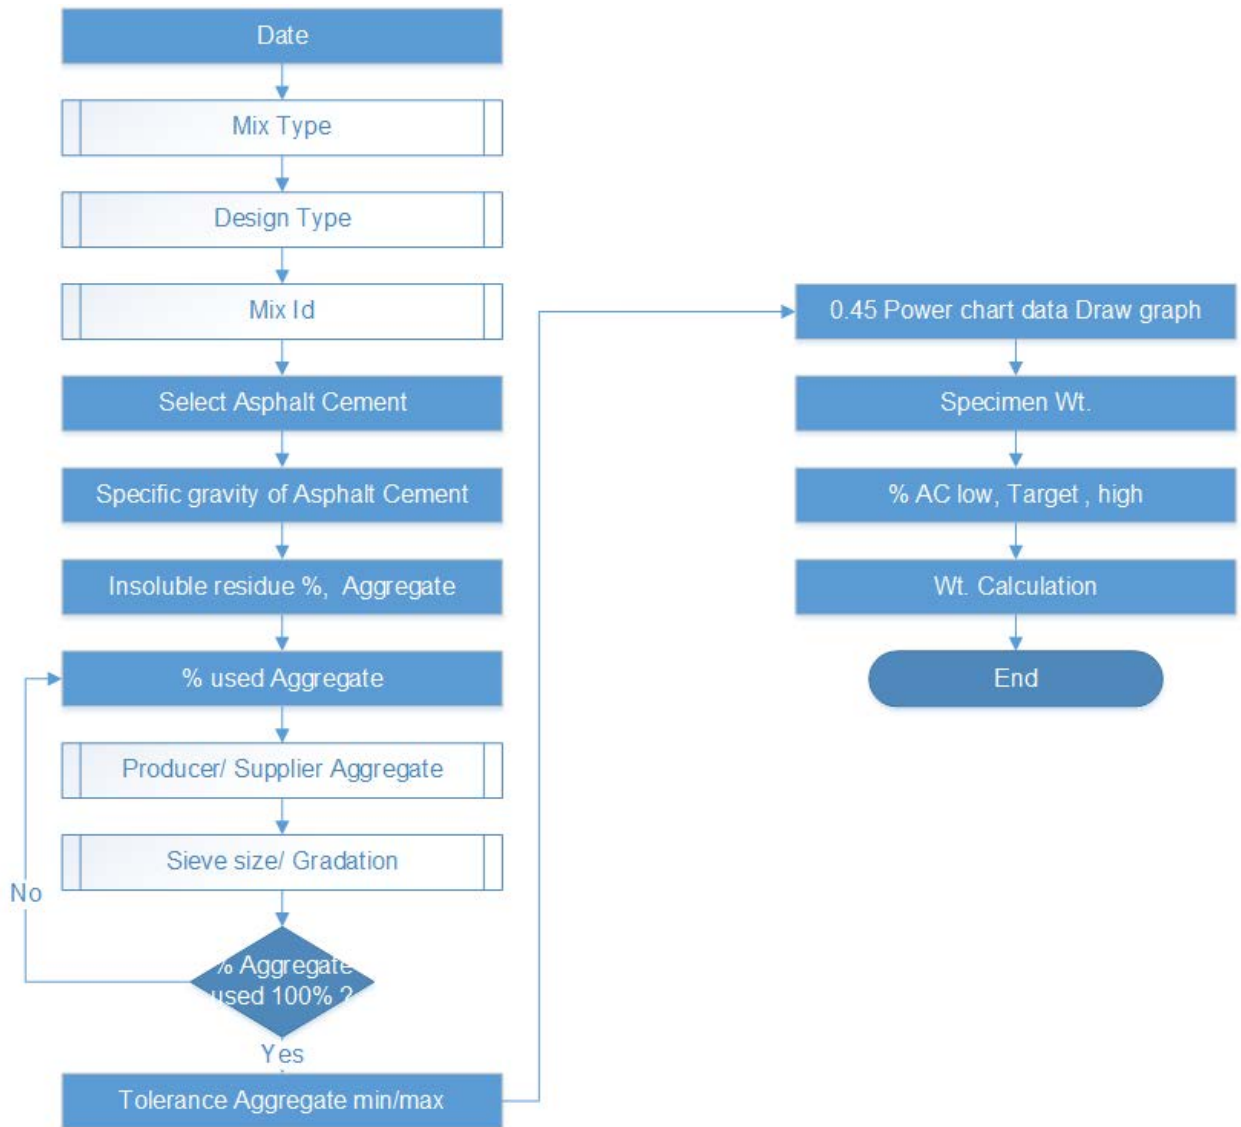 Date
Mix Type
Design Type
Mix Id
Select Asphalt Cement
Specific gravity of Asphalt Cement
Insoluble residue %,  Aggregate
% used Aggregate
Producer/ Supplier Aggregate
Sieve size/ Gradation
No
% Aggregate
used 100% ?
Yes
Tolerance Aggregate min/max
0.45 Power chart data Draw graph
Specimen Wt.
% AC low, Target , high
Wt. Calculation
End